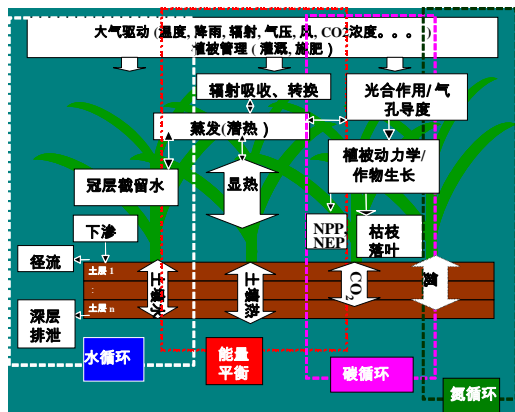 大气驱动(温度, 降雨, 辐射, 气压, 风, CO2浓度。。。)
植被管理 ( 灌溉, 施肥)
辐射吸收、转换
光合作用/气
孔导度
蒸发(潜热)
植被动力学/
作物生长
冠层截留水
显热
下渗
NPP,
NEP
枯枝
落叶
径流
土层 1
:
土层 n
土壤水
土壤热
CO2
氮
深层
排泄
水循环
能量
平衡
碳循环
氮循环